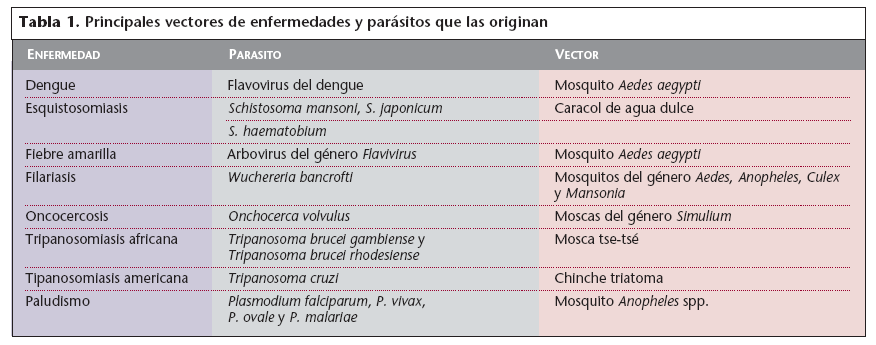 Tabla 1. Principales vectores de enfermedades y parásitos que las originan
ENFERMEDAD PARASITO VECTOR
Dengue Flavovirus del dengue Mosquito Aedes aegypti
Esquistosomiasis Schistosoma mansoni, S. japonicum Caracol de agua dulce
S. haematobium
Fiebre amarilla Arbovirus del género Flavivirus Mosquito Aedes aegypti
Filariasis Wuchereria bancrofti Mosquitos del género Aedes, Anopheles, Culex
y Mansonia
Oncocercosis Onchocerca volvulus Moscas del género Simulium
Tripanosomiasis africana Tripanosoma brucei gambiense y Mosca tse-tsé
Tripanosoma brucei rhodesiense
Tipanosomiasis americana Tripanosoma cruzi Chinche triatoma
Paludismo Plasmodium falciparum, P. vivax, Mosquito Anopheles spp.
P. ovale y P. malariae